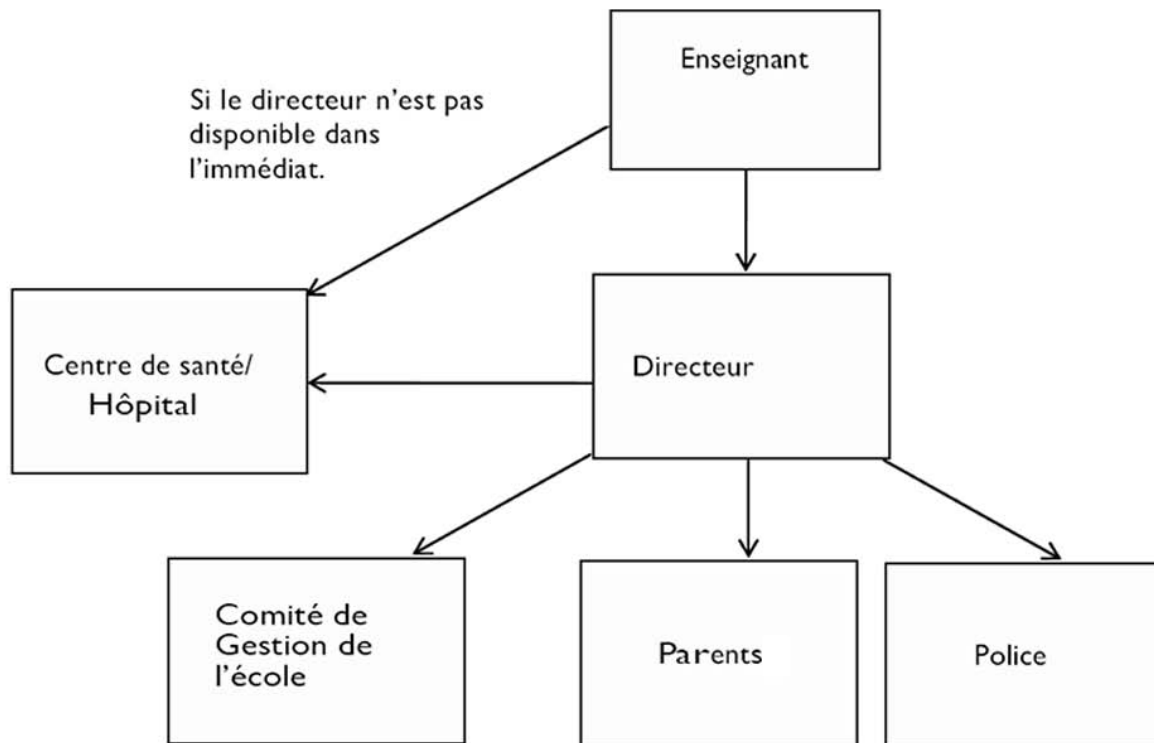 Enseignant
Si le directeur n'est pas
disponible dans
l'immédiat.
Centre de santé/
Hôpital
Directeur
Comité de
Gestion de
l'école
Parents
Police